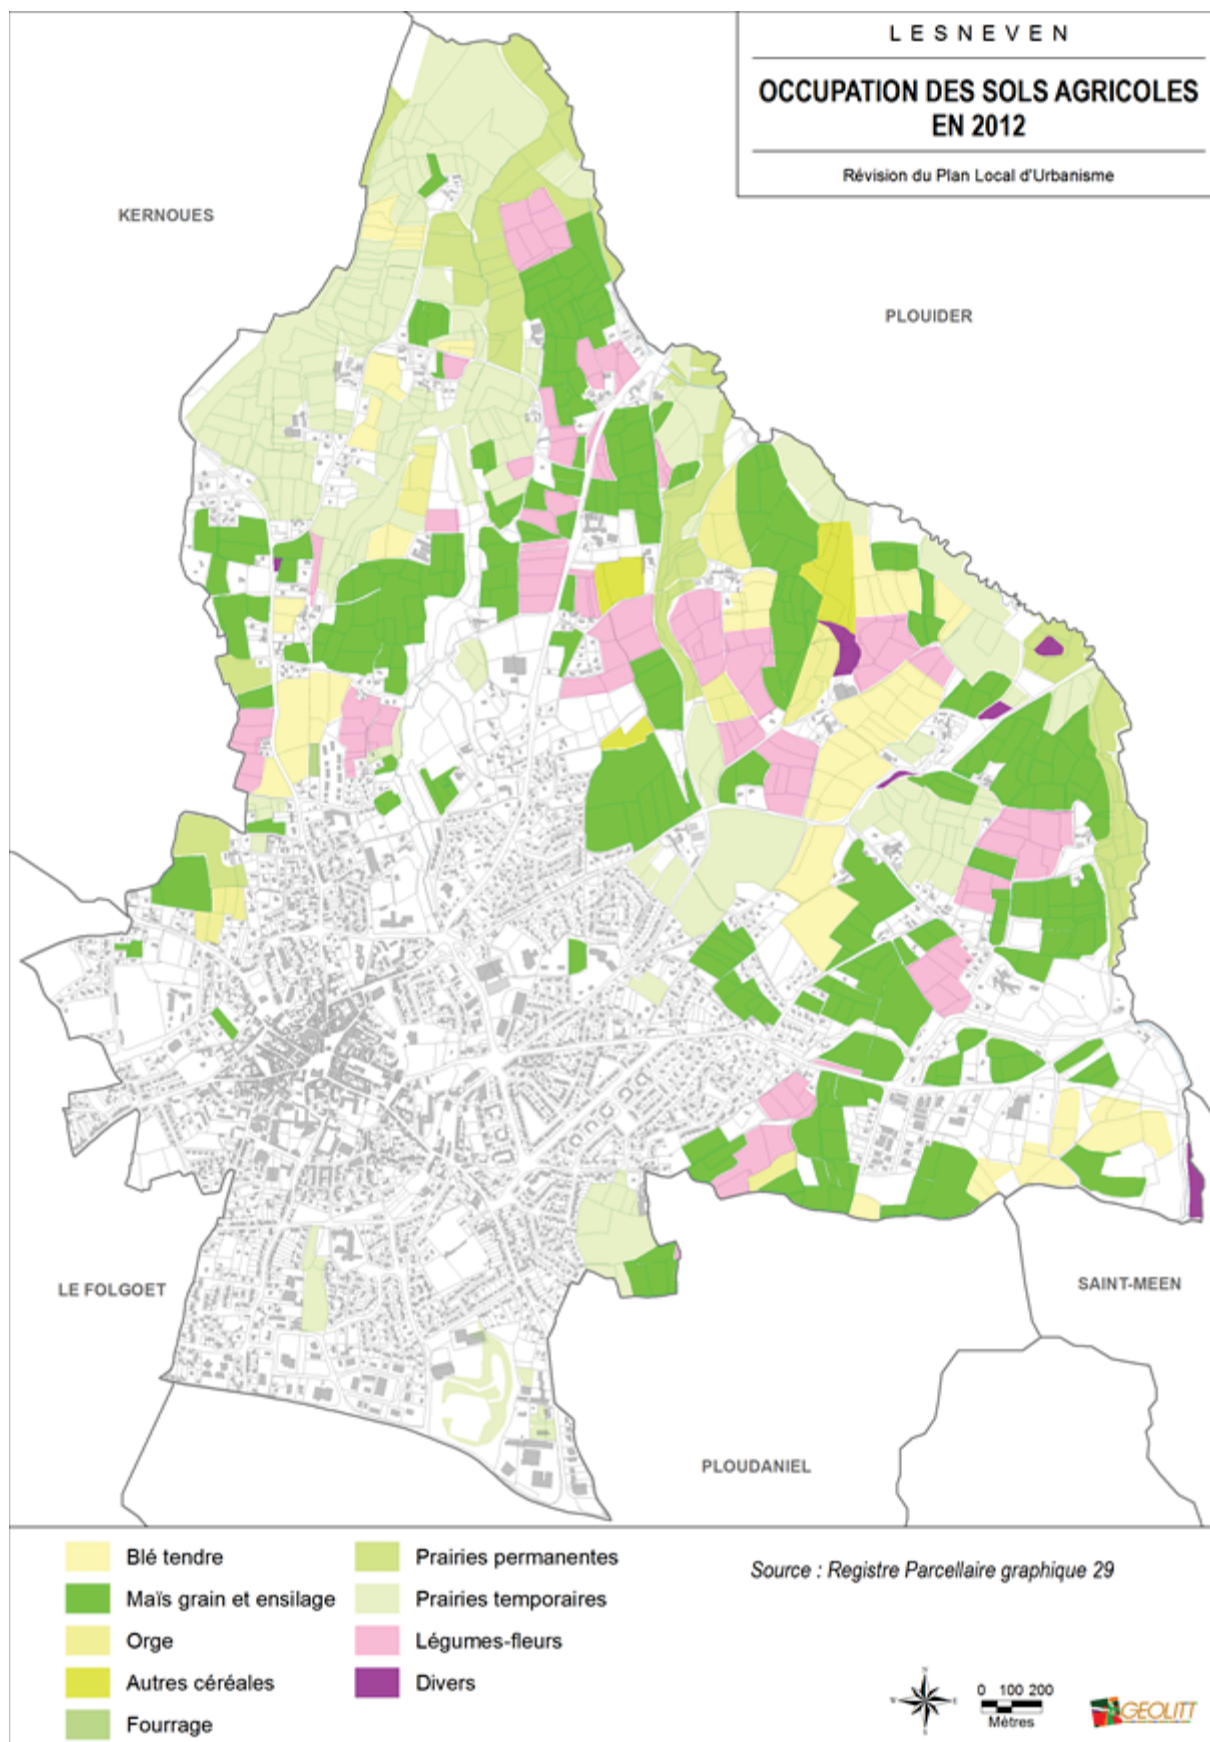 LESNEVEN
OCCUPATION DES SOLS AGRICOLES
EN 2012
Révision du Plan Local d'Urbanisme
KERNOUES
PLOUIDER
LE FOLGOET
SAINT-MEEN
PLOUDANIEL
Blé tendre
Maïs grain et ensilage
Orge
Autres céréales
Fourrage
Prairies permanentes
Prairies temporaires
Légumes-fleurs
Divers
Source : Registre Parcellaire graphique 29
N
W E
S
0 100 200
Mètres
GEOLITT